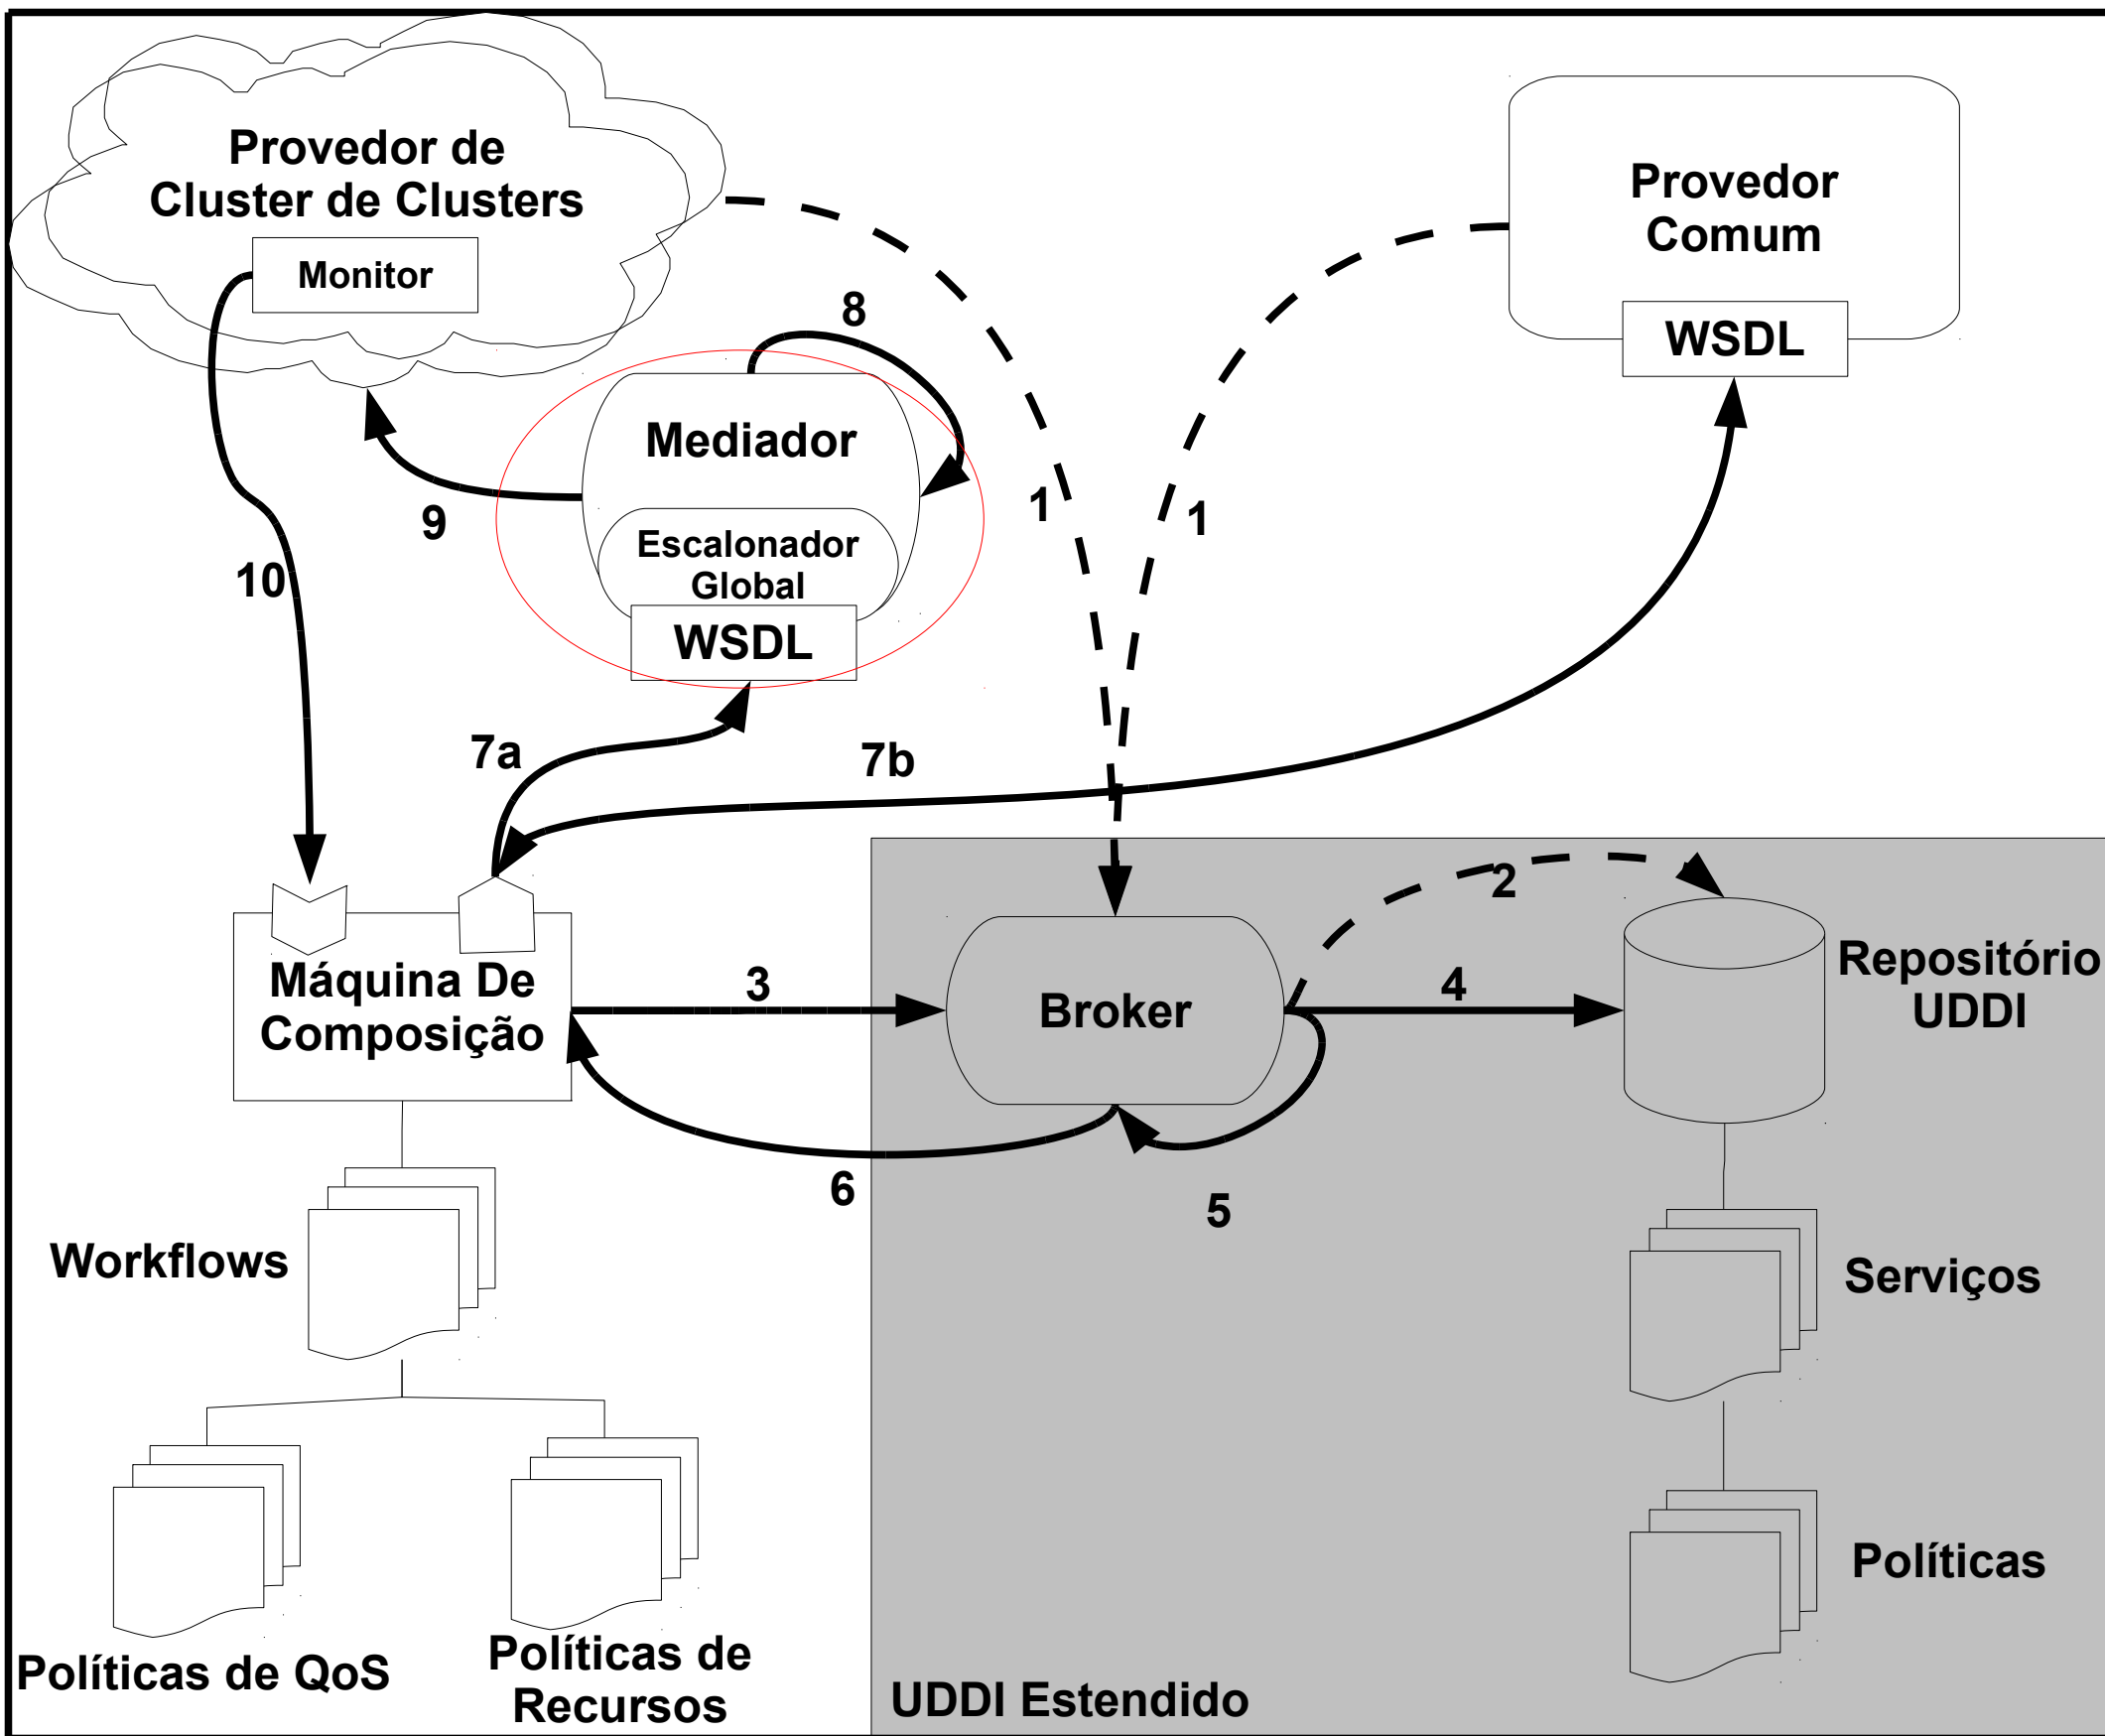 Provedor de
Cluster de Clusters
Monitor
Provedor
Comum
WSDL
8
Mediador
Escalonador
Global
WSDL
9
10
1
1
7a
7b
2
Máquina De
Composição
3
Broker
4
Repositório
UDDI
6
5
Workflows
Serviços
Políticas
Políticas de QoS
Políticas de
Recursos
UDDI Estendido